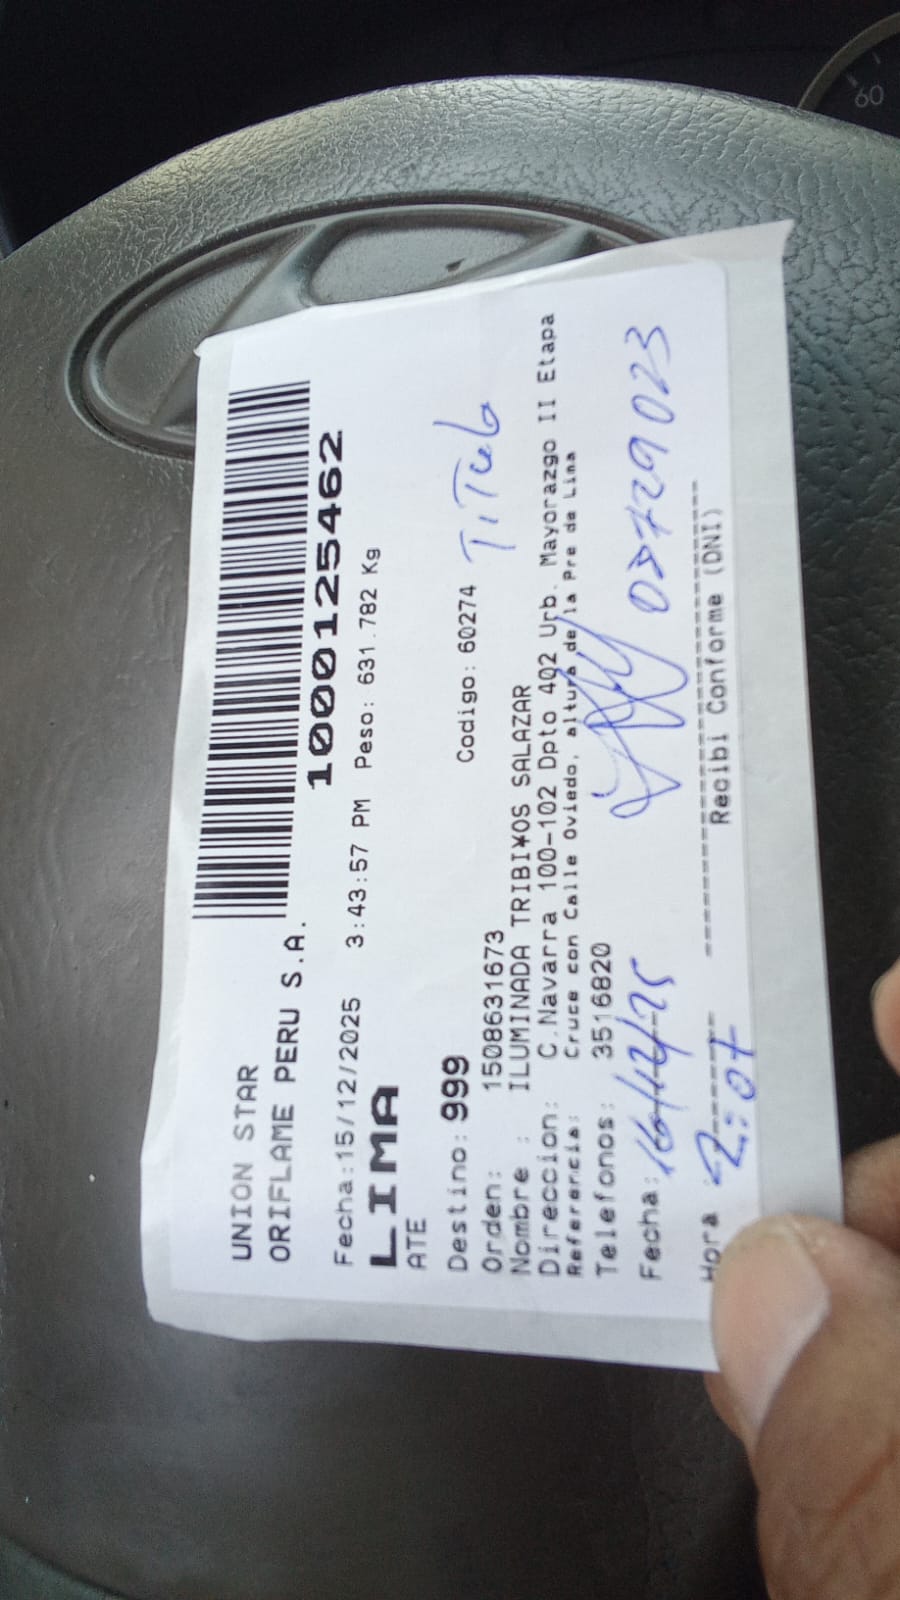 UNION STAR
ORIFLAME PERU S.A.
1000125462
Fecha:15/12/2025 3:43:57 PM Peso: 631.782 Kg
LIMA
ATE
Destino: 999 Codigo: 60274
Orden: 1508631673
Nombre : ILUMINADA TRIBI¥OS SALAZAR
Direccion: C.Navarra 100-102 Dpto 402 Urb. Mayorazgo II Etapa
Referencia: Cruce con Calle Oviedo, altura de la Pre de Lima
Telefonos: 3516820
Fecha: 16/12/25
Hora : 2:07
Recibi Conforme (DNI)
60